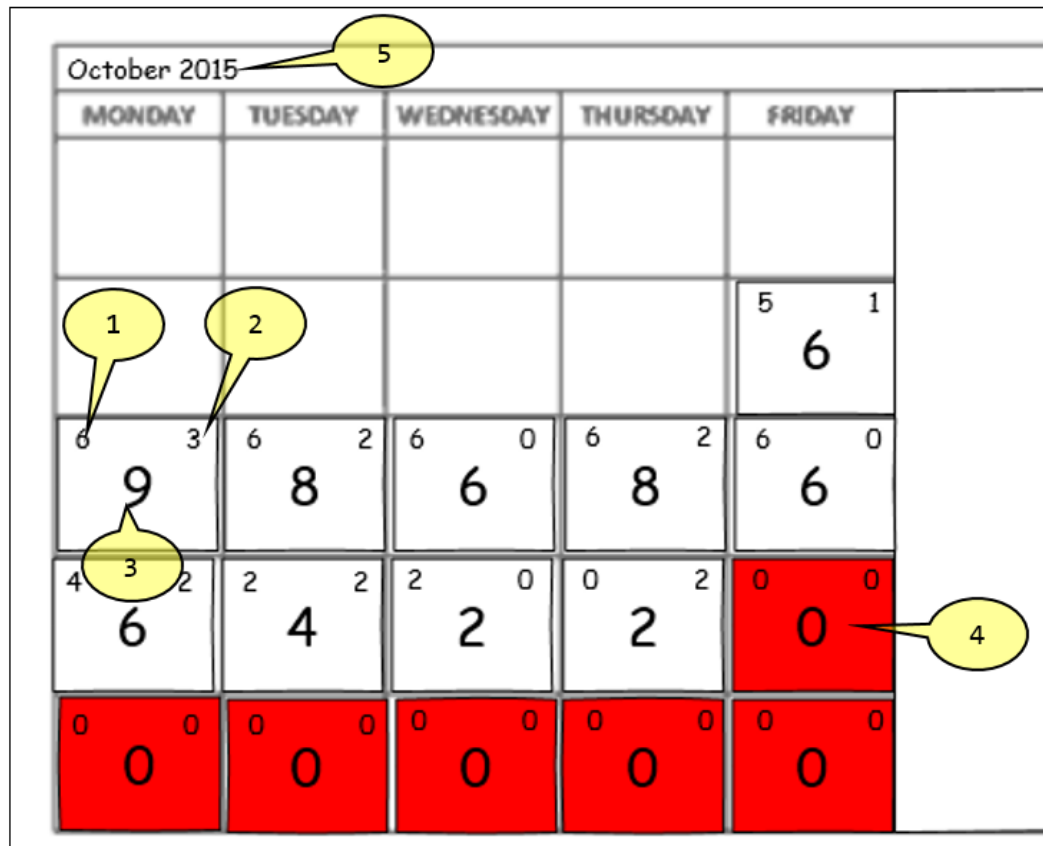 5
October 2015
MONDAY TUESDAY WEDNESDAY THURSDAY FRIDAY
5 1
6
1 2
6 3 6 2 6 0 6 2 6 0
9 8 6 8 6
3
4 2 2 2 2 0 0 2 0 0
6 4 2 2 0
4
0 0 0 0 0 0 0 0 0 0
0 0 0 0 0